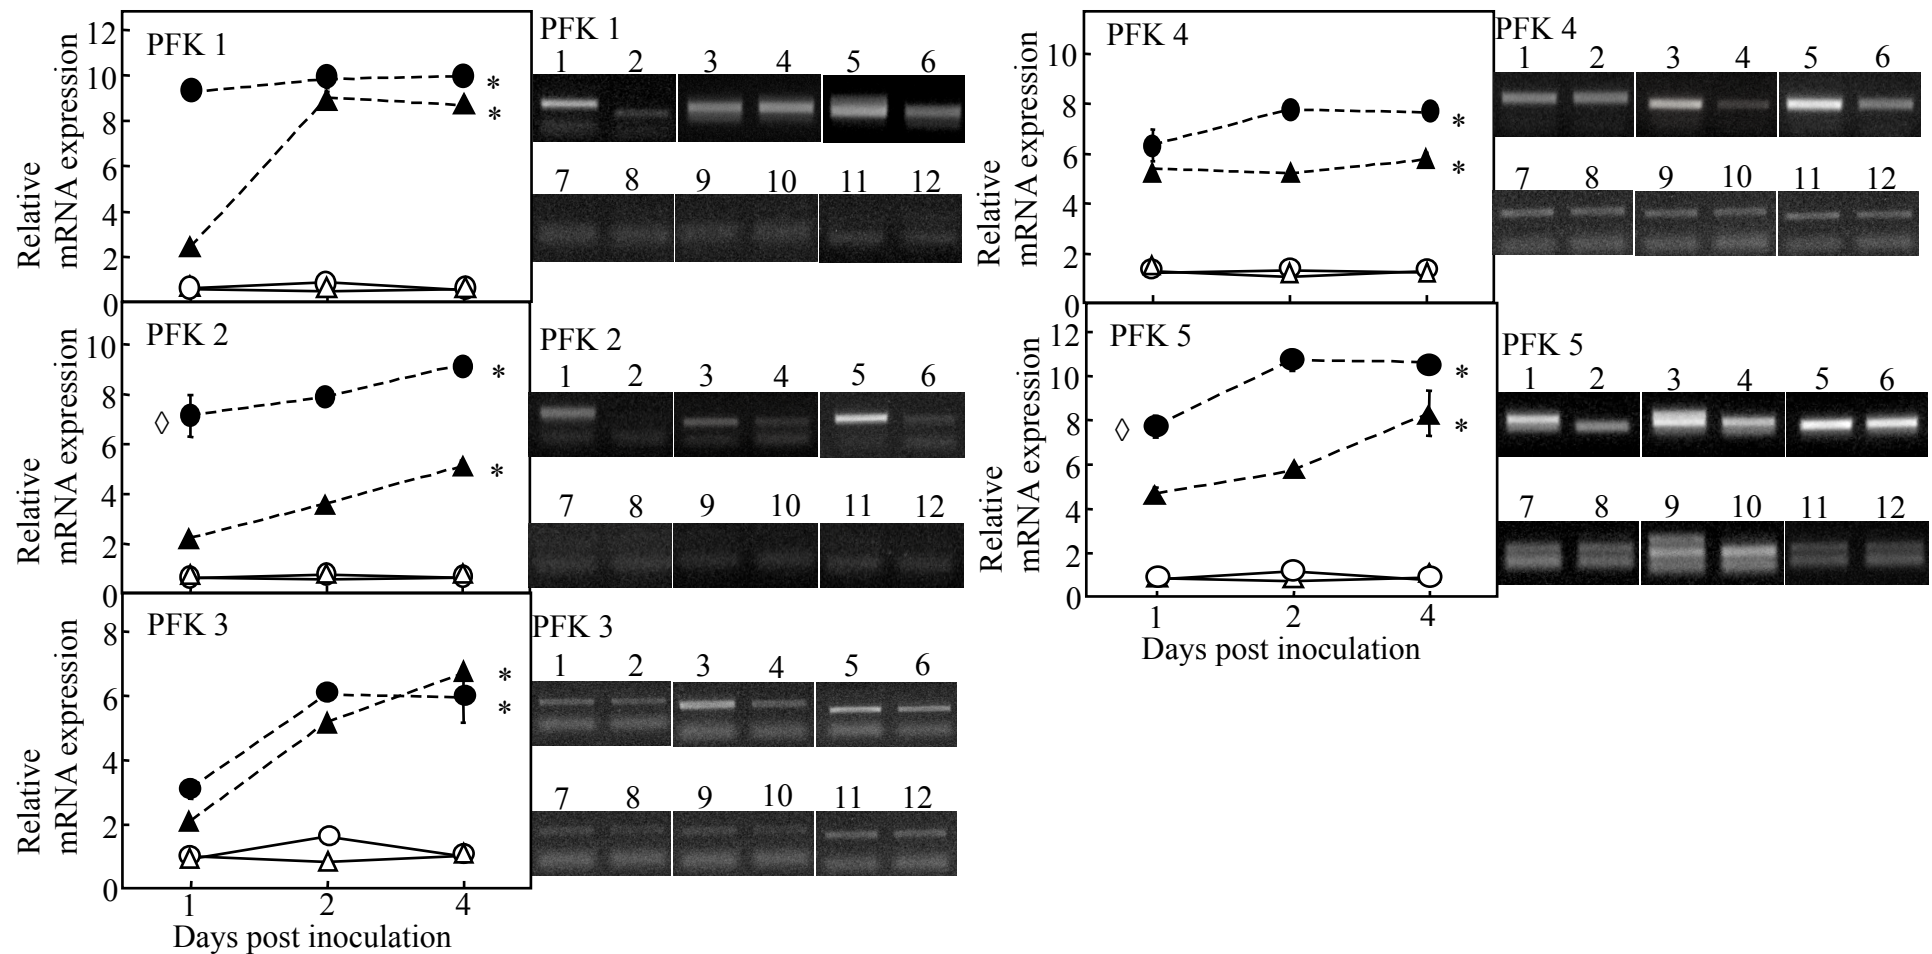 PFK 1
12
10
8
6
4
2
0
Relative
mRNA expression
*
*
PFK 1
1 2 3 4 5 6
7 8 9 10 11 12
PFK 2
10
8
6
4
2
0
Relative
mRNA expression
◊
*
*
PFK 2
1 2 3 4 5 6
7 8 9 10 11 12
PFK 3
8
6
4
2
0
Relative
mRNA expression
*
*
1 2 4
Days post inoculation
PFK 3
1 2 3 4 5 6
7 8 9 10 11 12
PFK 4
10
8
6
4
2
0
Relative
mRNA expression
*
*
PFK 4
1 2 3 4 5 6
7 8 9 10 11 12
PFK 5
12
10
8
6
4
2
0
Relative
mRNA expression
◊
*
*
1 2 4
Days post inoculation
PFK 5
1 2 3 4 5 6
7 8 9 10 11 12